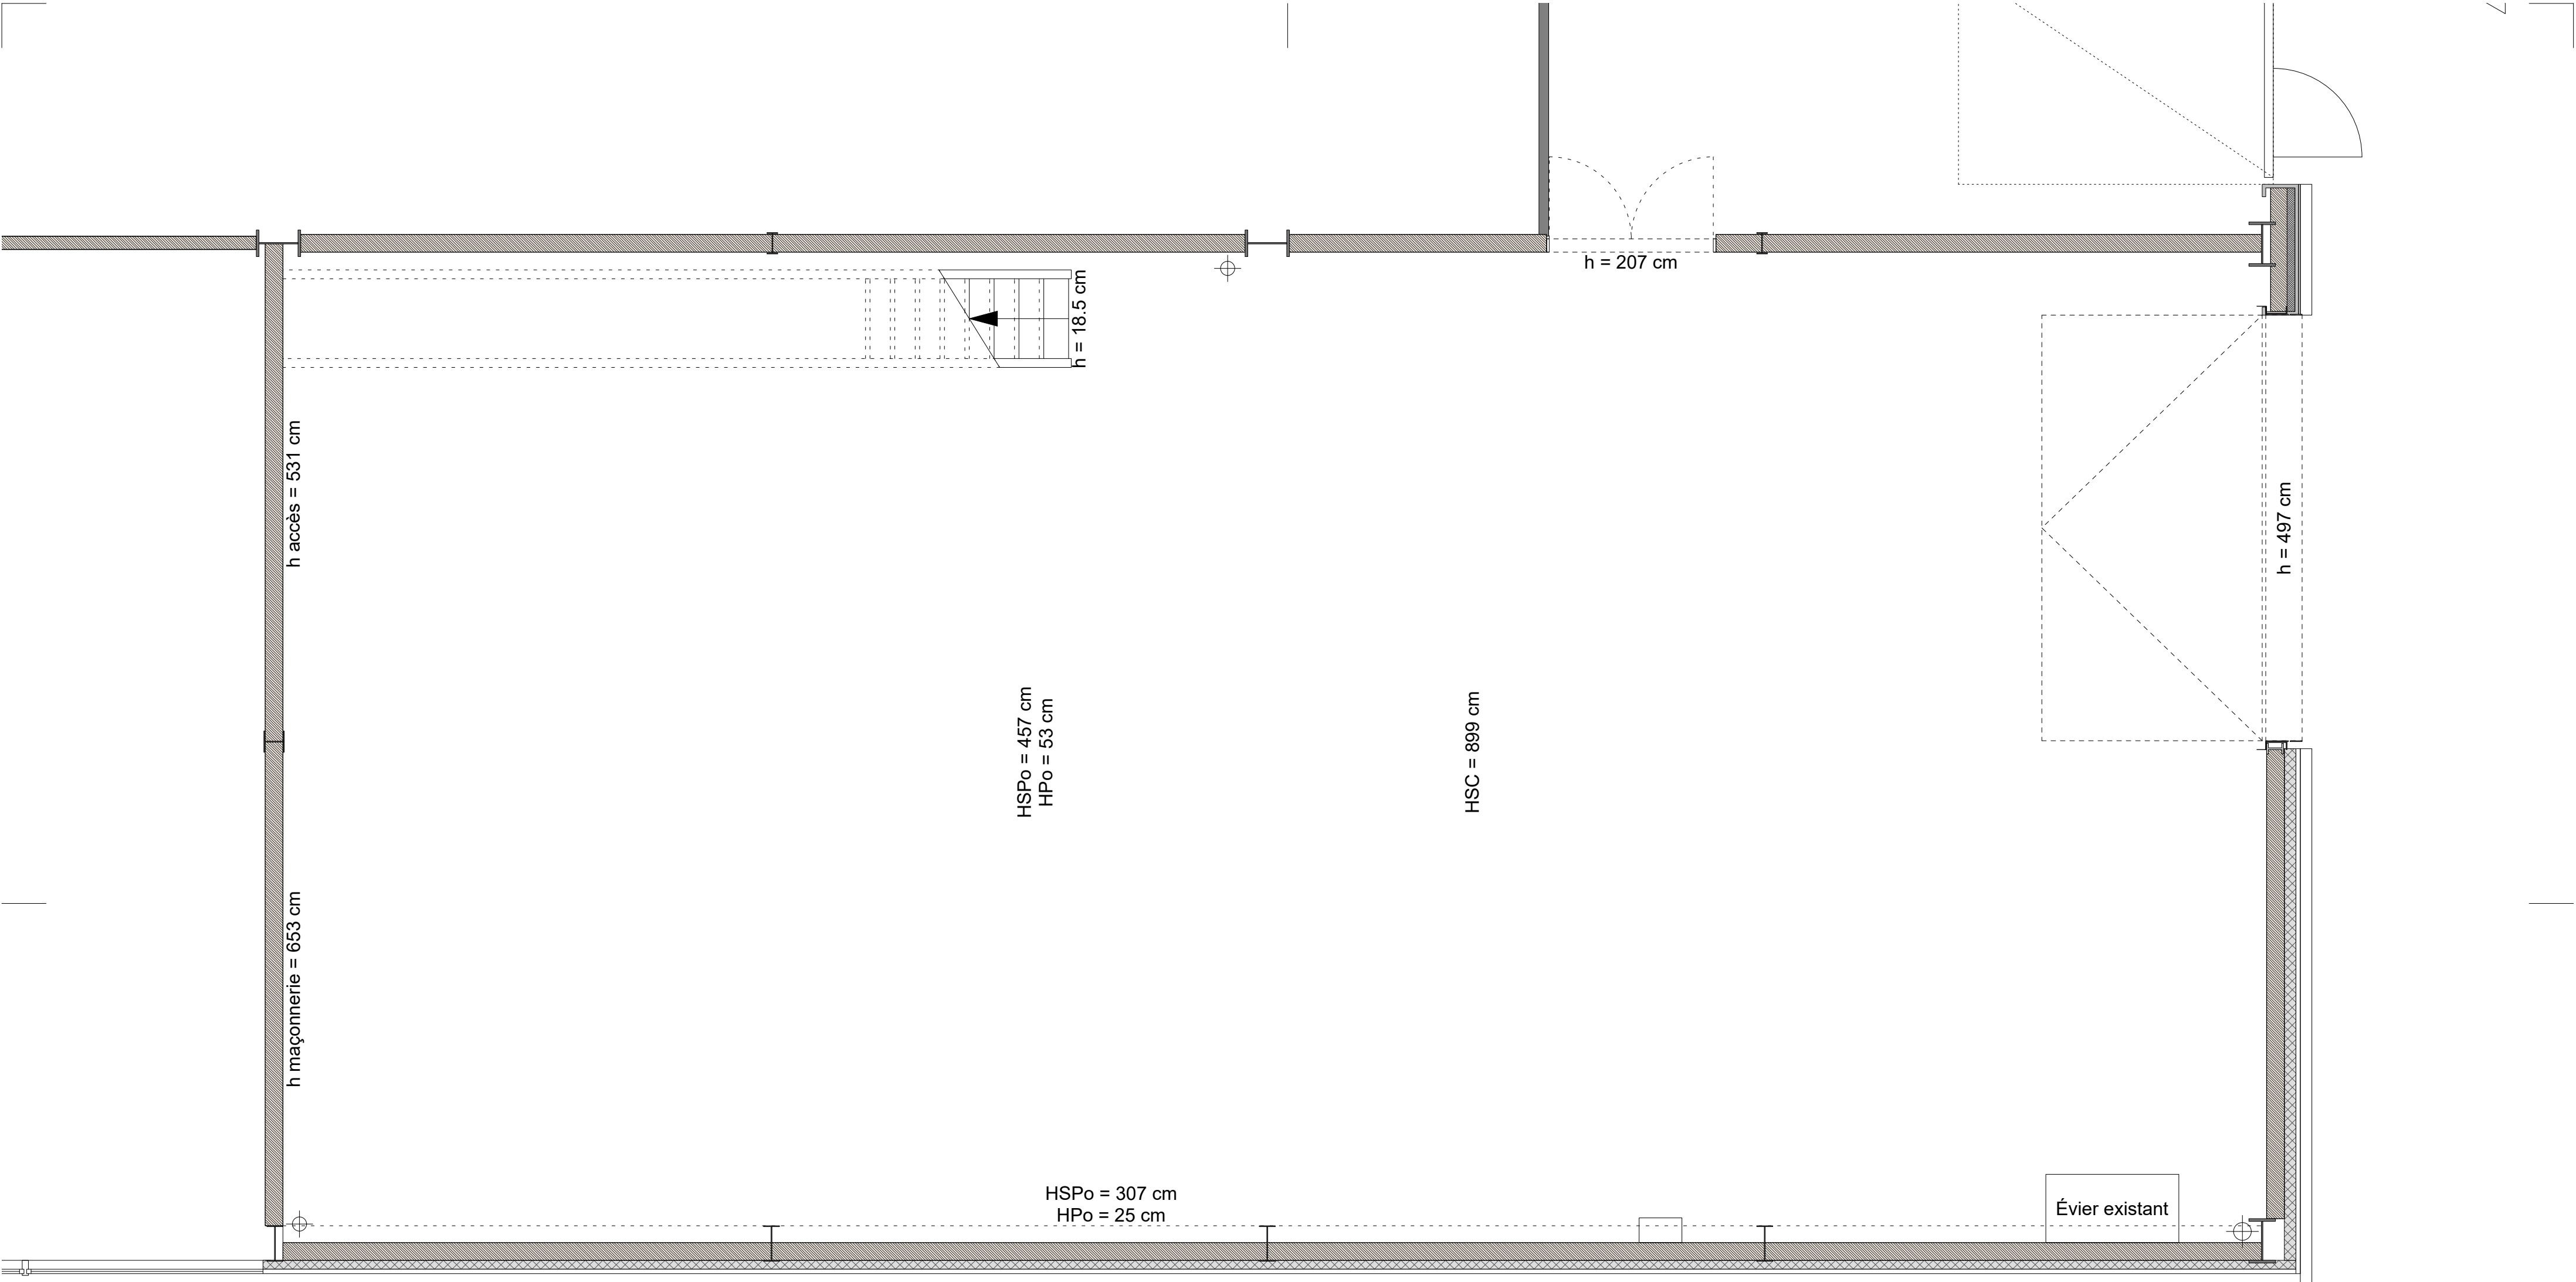 h = 207 cm
h = 18.5 cm
h accès = 531 cm
h = 497 cm
HSPo = 457 cm
HPo = 53 cm
HSC = 899 cm
h maçonnerie = 653 cm
HSPo = 307 cm
HPo = 25 cm
Évier existant